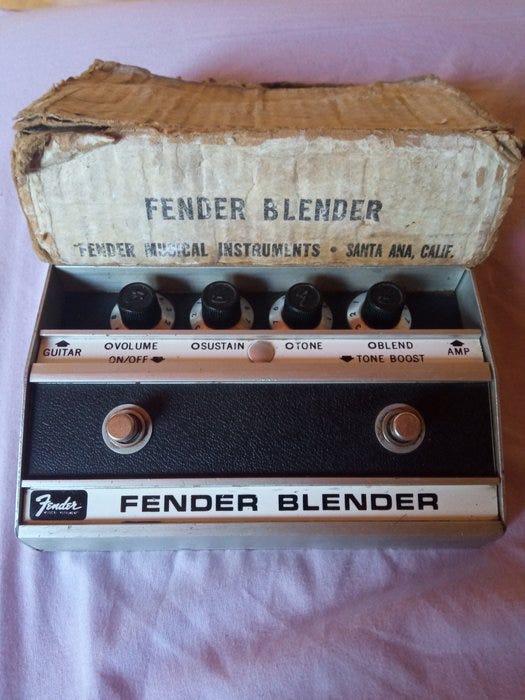 FENDER BLENDER
FENDER MUSICAL INSTRUMENTS • SANTA ANA, CALIF.
GUITAR VOLUME SUSTAIN TONE BLEND AMP
ON/OFF TONE BOOST
Fender FENDER BLENDER